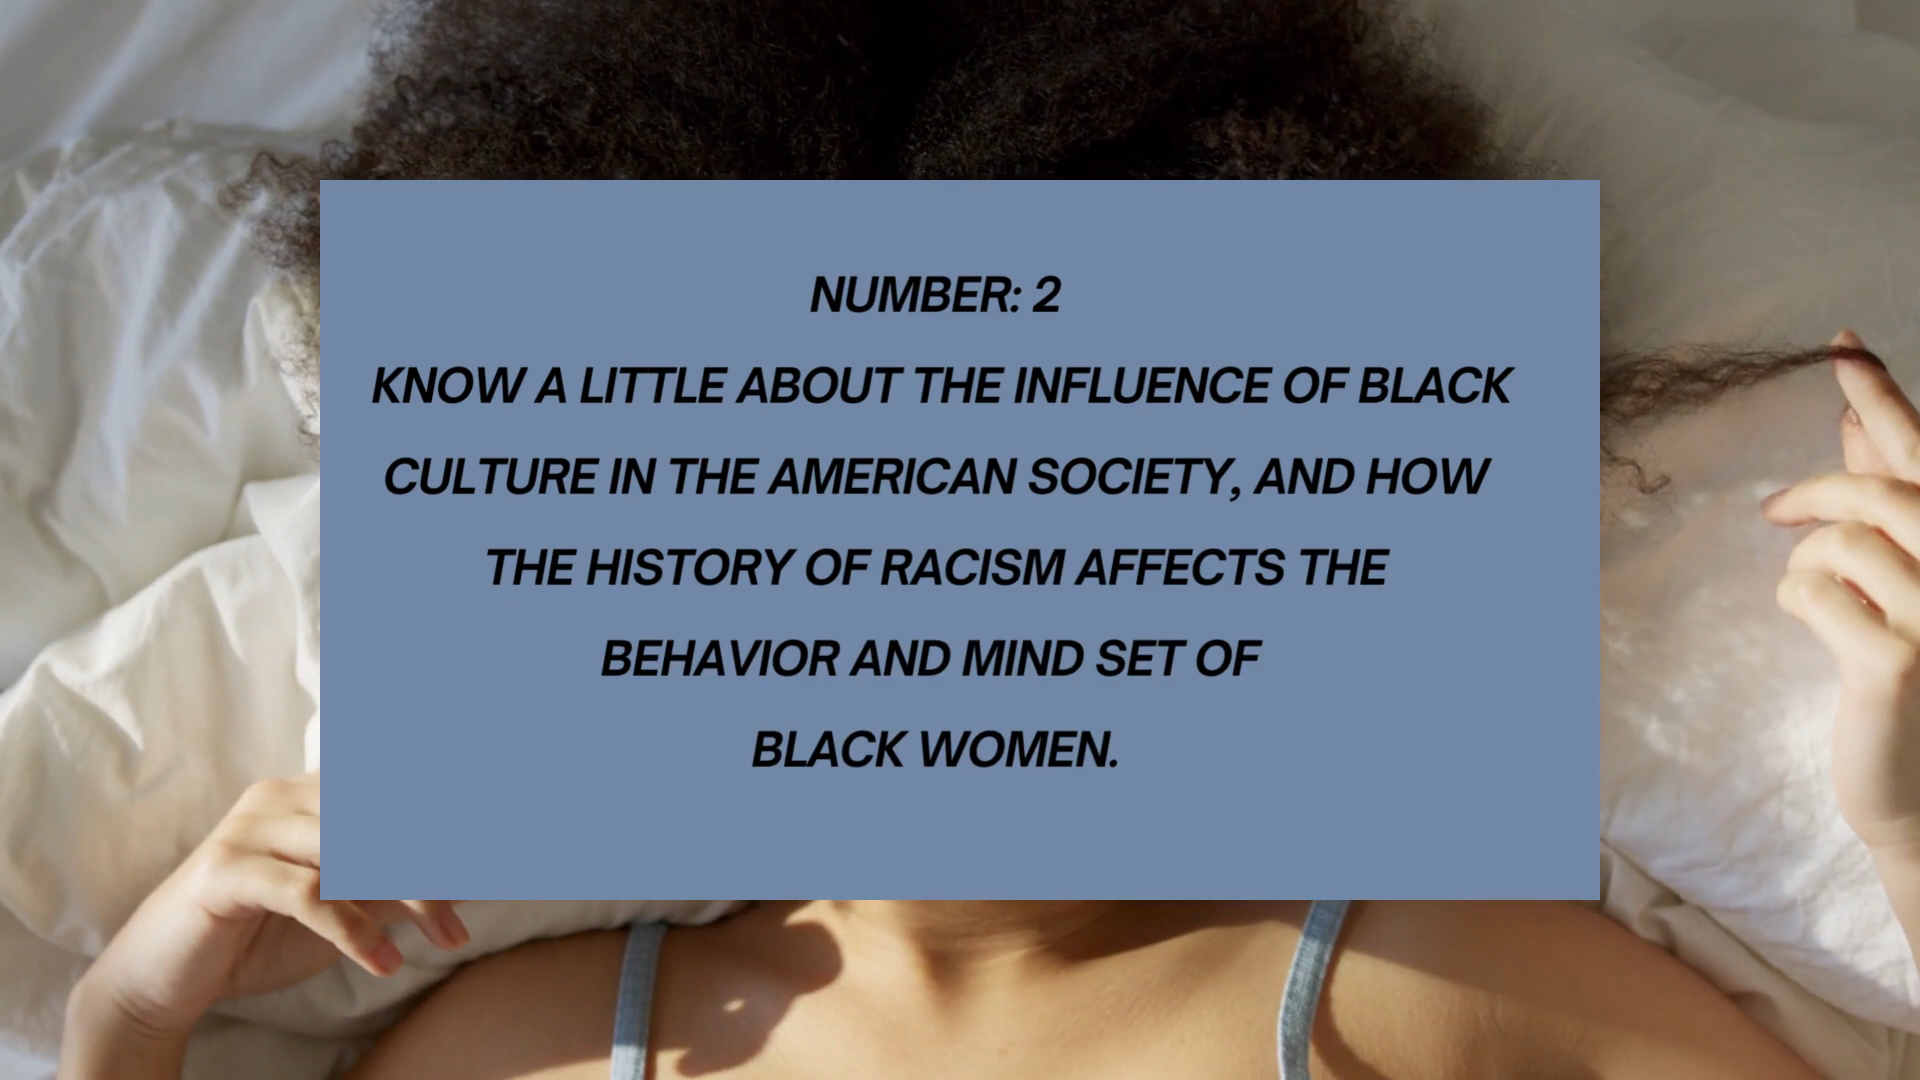 NUMBER: 2
KNOW A LITTLE ABOUT THE INFLUENCE OF BLACK
CULTURE IN THE AMERICAN SOCIETY, AND HOW
THE HISTORY OF RACISM AFFECTS THE
BEHAVIOR AND MIND SET OF
BLACK WOMEN.